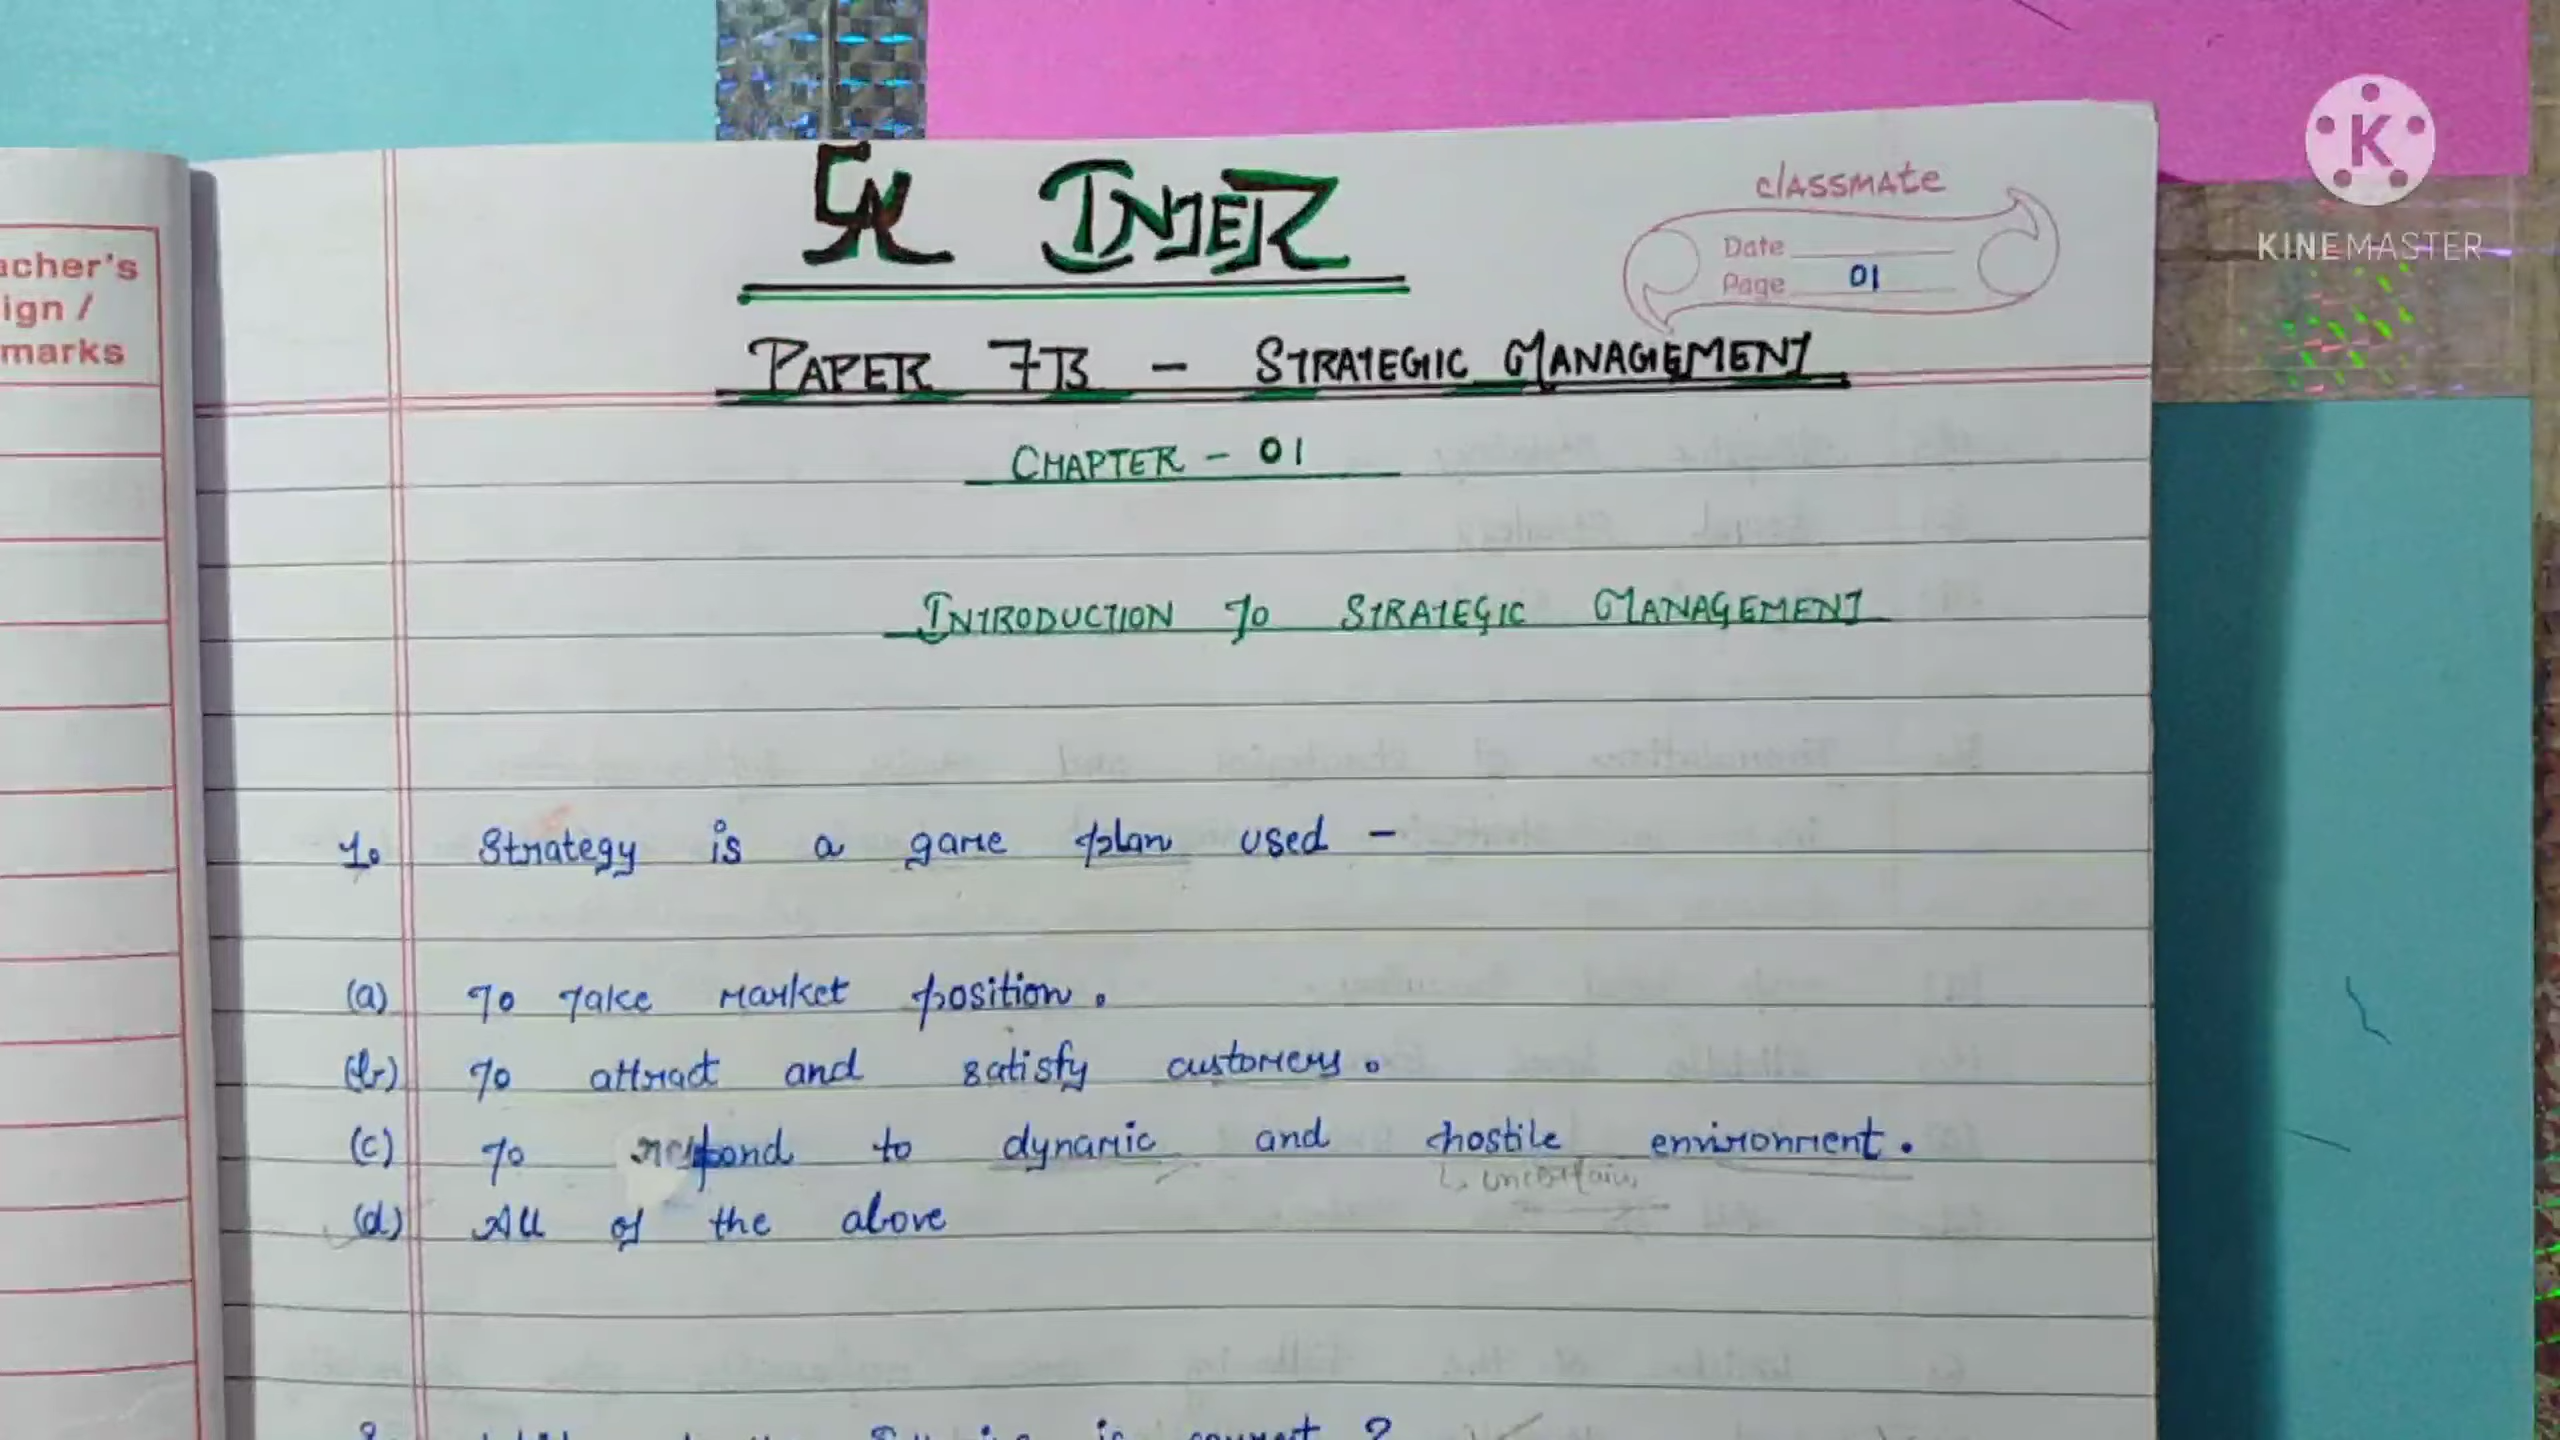 CA INTER
classmate
Date
Page 01
KINEMASTER
acher's
ign /
marks
PAPER 7B - STRATEGIC MANAGEMENT
CHAPTER - 01
INTRODUCTION TO STRATEGIC MANAGEMENT
1. Strategy is a game plan used -
(a) To Take market position.
(b) To attract and satisfy customers.
(c) To respond to dynamic and hostile environment.
↳ uncertain
(d) All of the above
is correct ?